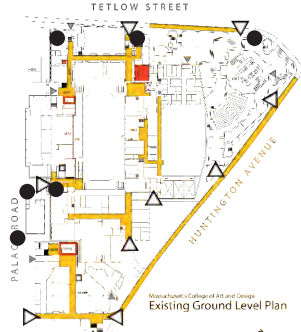 TETLOW STREET
HUNTINGTON AVENUE
PALACE ROAD
Massachusetts College of Art and Design
Existing Ground Level Plan